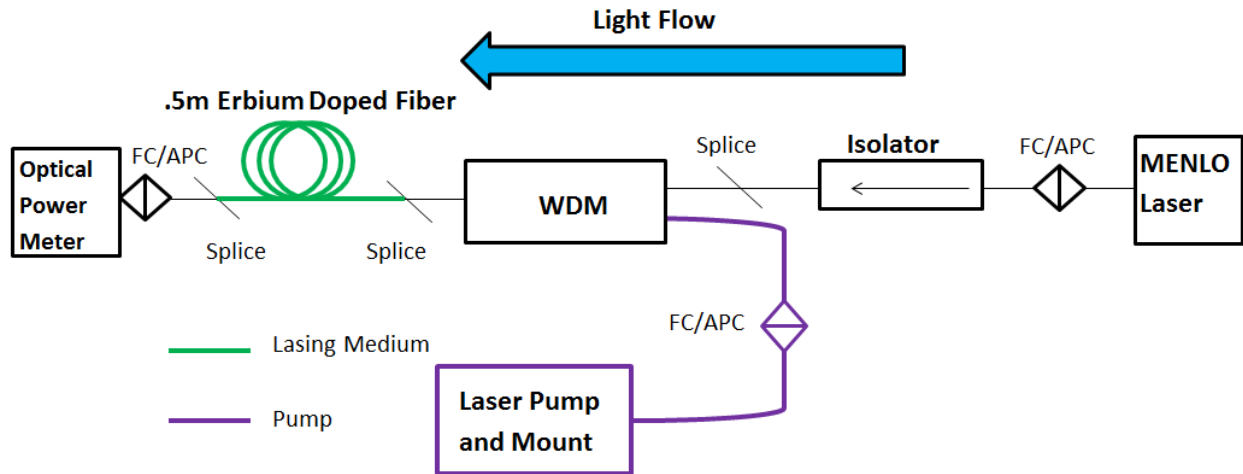 Light Flow
.5m Erbium Doped Fiber
Optical
Power
Meter
FC/APC
Splice
Splice
WDM
Splice
Isolator
FC/APC
MENLO
Laser
FC/APC
Lasing Medium
Pump
Laser Pump
and Mount